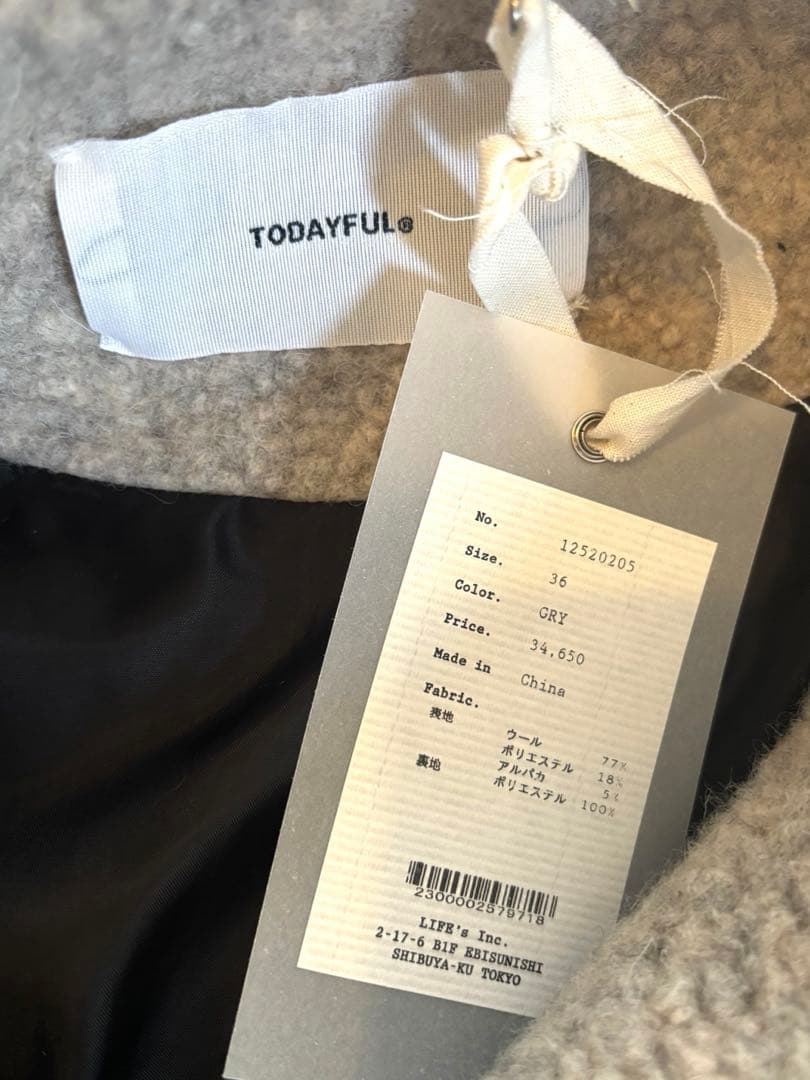 TODAYFUL®
No. 12520205
Size. 36
Color. GRY
Price. 34,650
Made in China
Fabric.
表地
ウール 77%
ポリエステル 18%
アルパカ 5%
裏地 ポリエステル 100%
2300002579718
LIFE's Inc.
2-17-6 B1F EBISUNISHI
SHIBUYA-KU TOKYO